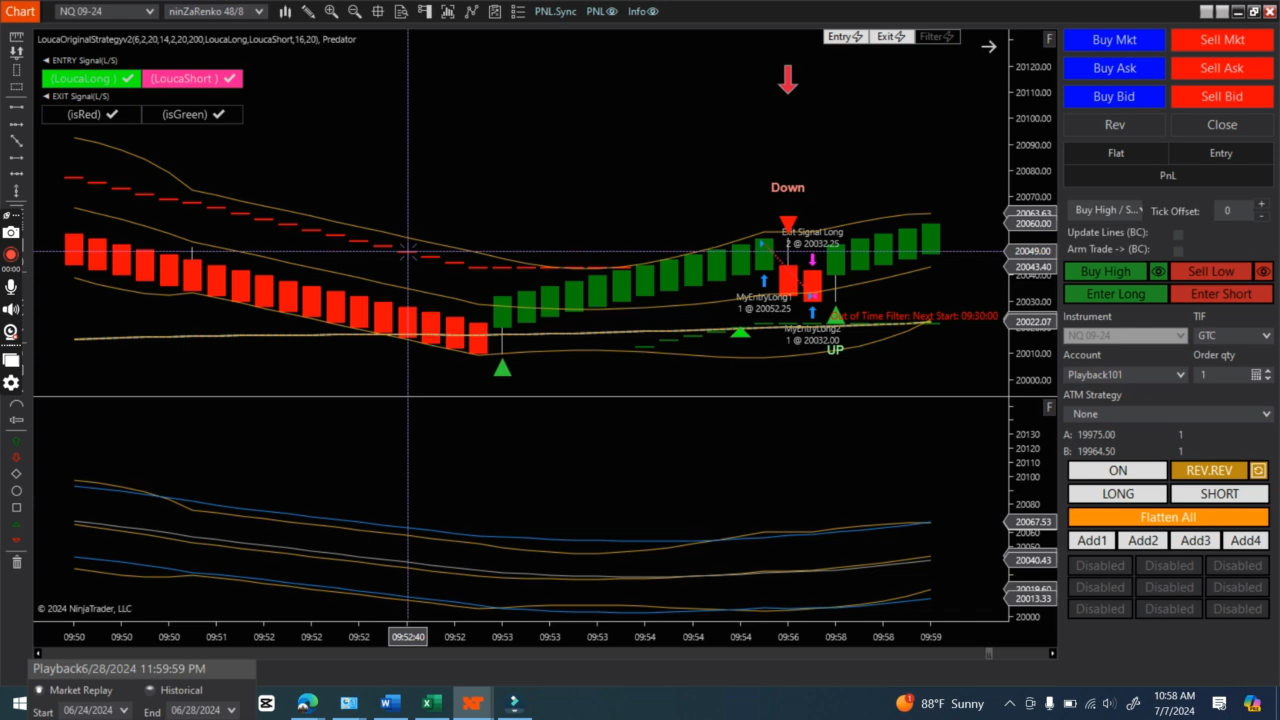 Chart NQ 09-24 ninZaRenko 48/8 PNL.Sync PNL Info
LoucaOriginalStrategyv2(6,2,20,14,2,20,200,LoucaLong,LoucaShort,16,20), Predator
Entry Exit Filter F
ENTRY Signal(L/S)
(LoucaLong ) (LoucaShort )
EXIT Signal(L/S)
(isRed) (isGreen)
Down
Exit Signal Long
2 @ 20032.25
MyEntryLong1
1 @ 20052.25
Out of Time Filter: Next Start: 09:30:00
MyEntryLong2
1 @ 20032.00
UP
20120.00
20110.00
20100.00
20090.00
20080.00
20070.00
20063.63
20060.00
20049.00
20043.40
20030.00
20022.07
20010.00
20000.00
F
20130
20120
20110
20100
20080
20067.53
20060
20040.43
20019.60
20013.33
20000
© 2024 NinjaTrader, LLC
09:50 09:50 09:50 09:51 09:52 09:52 09:52 09:52:40 09:52 09:53 09:53 09:53 09:54 09:54 09:54 09:56 09:58 09:58 09:59
00:00
Buy Mkt Sell Mkt
Buy Ask Sell Ask
Buy Bid Sell Bid
Rev Close
Flat Entry
PnL
Buy High / S... Tick Offset: 0
Update Lines (BC):
Arm Trade -> (BC):
Buy High Sell Low
Enter Long Enter Short
Instrument TIF
NQ 09-24 GTC
Account Order qty
Playback101 1
ATM Strategy
None
A: 19975.00 1
B: 19964.50 1
ON REV.REV
LONG SHORT
Flatten All
Add1 Add2 Add3 Add4
Disabled Disabled Disabled
Disabled Disabled Disabled
Disabled Disabled Disabled
Playback6/28/2024 11:59:59 PM
Market Replay Historical
Start 06/24/2024 End 06/28/2024
88°F Sunny
10:58 AM
7/7/2024